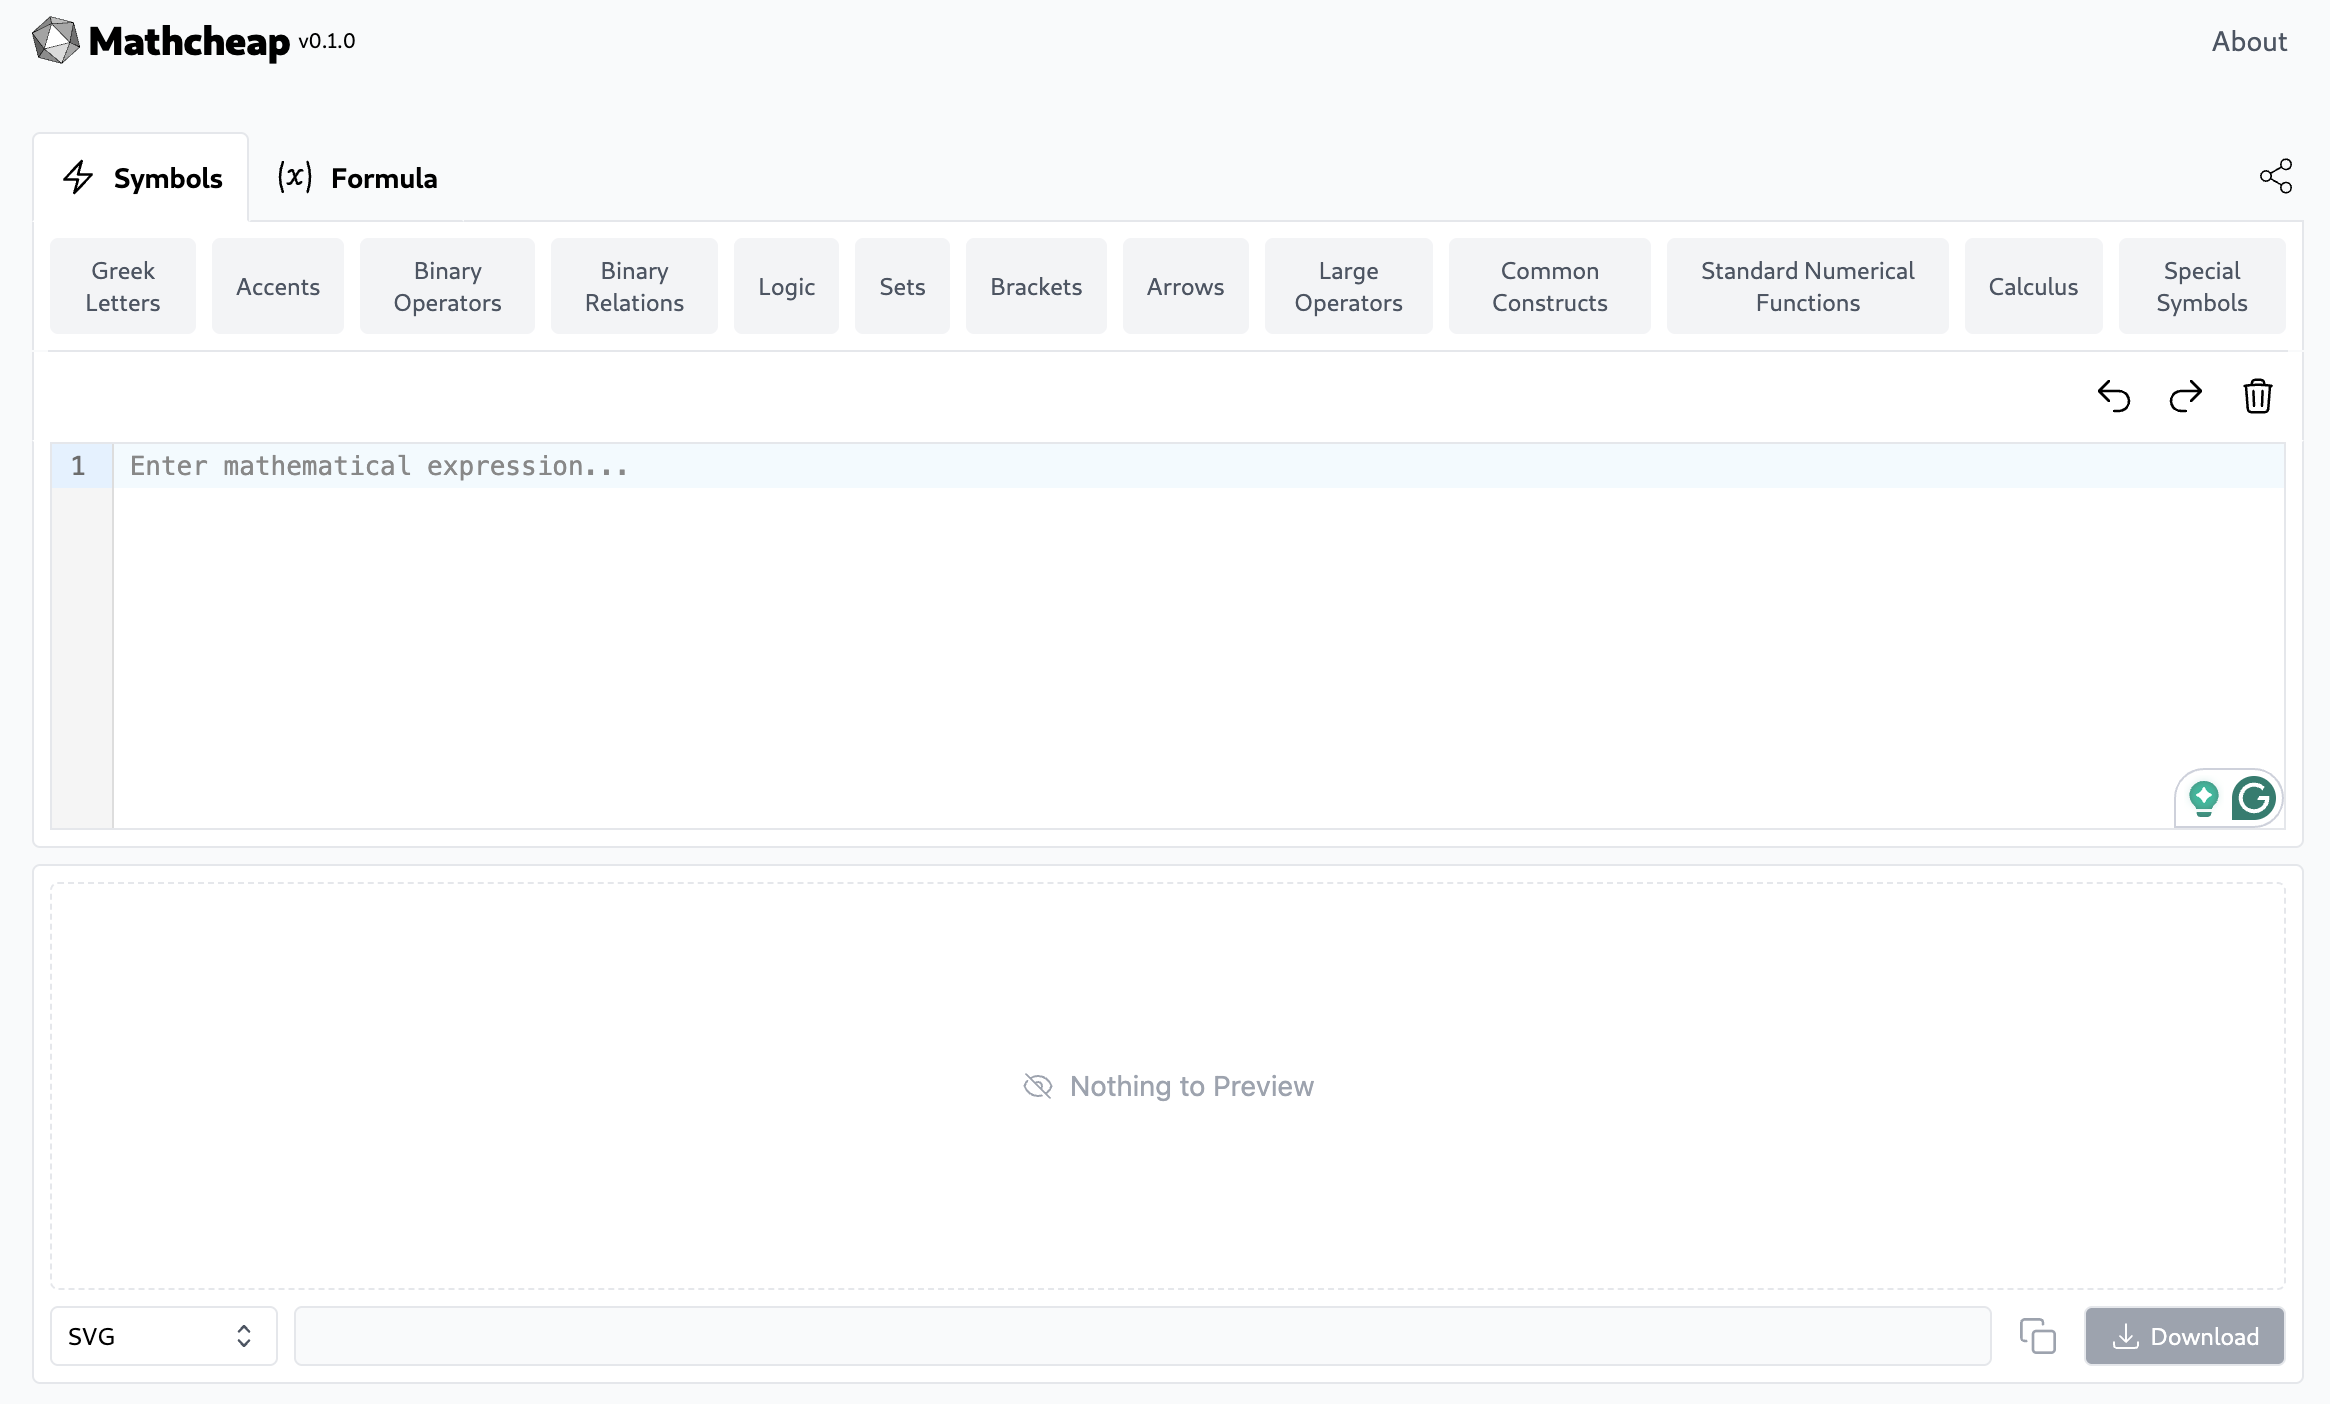 Mathcheap v0.1.0
About
Symbols
(x) Formula
Greek
Letters
Accents
Binary
Operators
Binary
Relations
Logic
Sets
Brackets
Arrows
Large
Operators
Common
Constructs
Standard Numerical
Functions
Calculus
Special
Symbols
1
Enter mathematical expression...
Nothing to Preview
SVG
Download